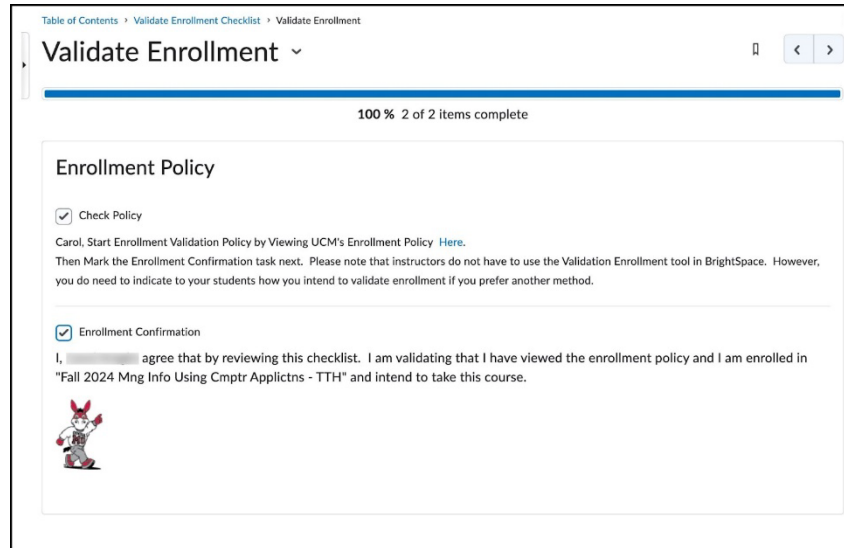 Table of Contents › Validate Enrollment Checklist › Validate Enrollment
Validate Enrollment
100 % 2 of 2 items complete
Enrollment Policy
Check Policy
Carol, Start Enrollment Validation Policy by Viewing UCM's Enrollment Policy Here.
Then Mark the Enrollment Confirmation task next. Please note that instructors do not have to use the Validation Enrollment tool in BrightSpace. However,
you do need to indicate to your students how you intend to validate enrollment if you prefer another method.
Enrollment Confirmation
I, agree that by reviewing this checklist. I am validating that I have viewed the enrollment policy and I am enrolled in
"Fall 2024 Mng Info Using Cmptr Applictns - TTH" and intend to take this course.